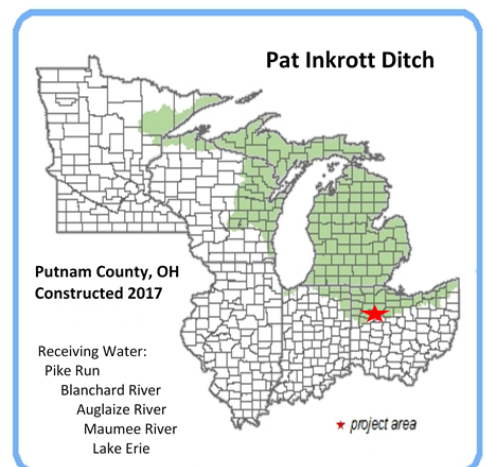 Pat Inkrott Ditch
Putnam County, OH
Constructed 2017
Receiving Water:
Pike Run
Blanchard River
Auglaize River
Maumee River
Lake Erie
project area